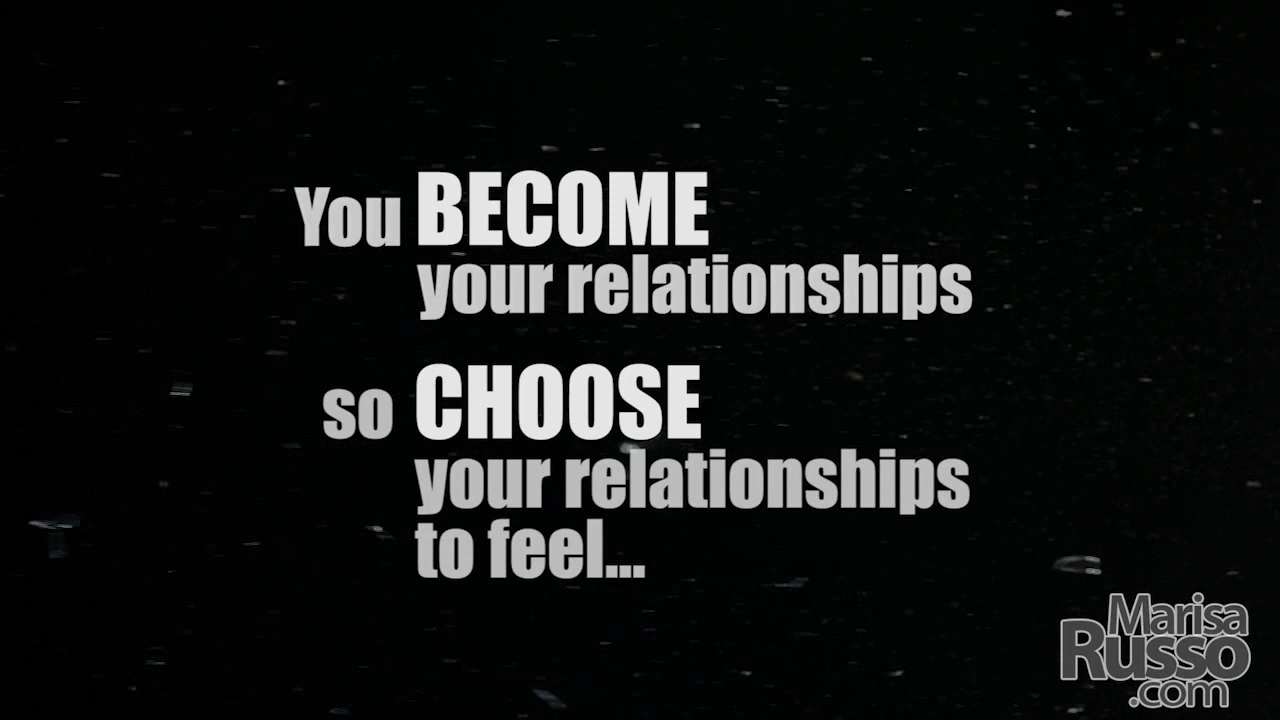 You BECOME
your relationships
so CHOOSE
your relationships
to feel...
Marisa
Russo
.com